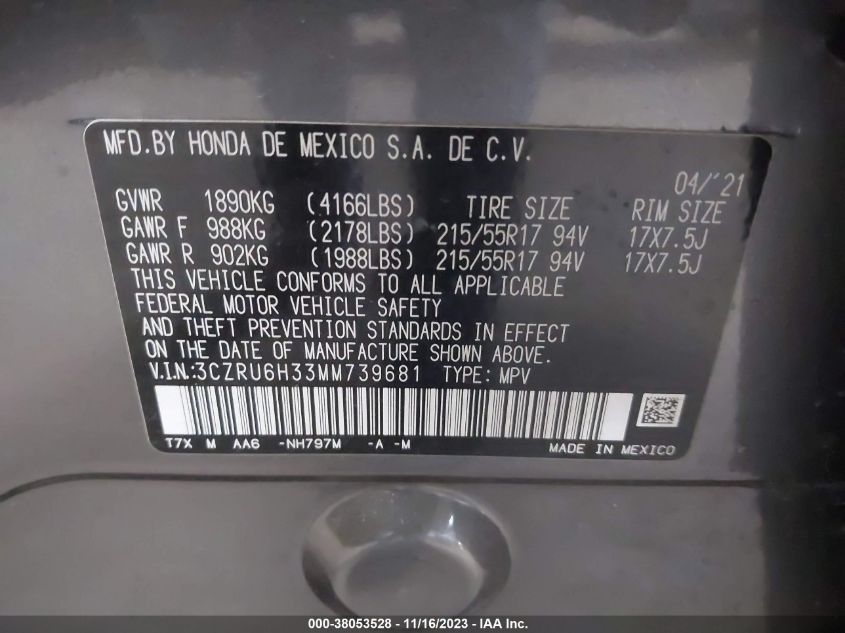 MFD.BY HONDA DE MEXICO S.A. DE C.V.
04/'21
GVWR 1890KG (4166LBS) TIRE SIZE RIM SIZE
GAWR F 988KG (2178LBS) 215/55R17 94V 17X7.5J
GAWR R 902KG (1988LBS) 215/55R17 94V 17X7.5J
THIS VEHICLE CONFORMS TO ALL APPLICABLE
FEDERAL MOTOR VEHICLE SAFETY
AND THEFT PREVENTION STANDARDS IN EFFECT
ON THE DATE OF MANUFACTURE SHOWN ABOVE.
V.I.N.:3CZRU6H33MM739681 TYPE: MPV
T7X M AA6 -NH797M -A -M MADE IN MEXICO
000-38053528 - 11/16/2023 - IAA Inc.